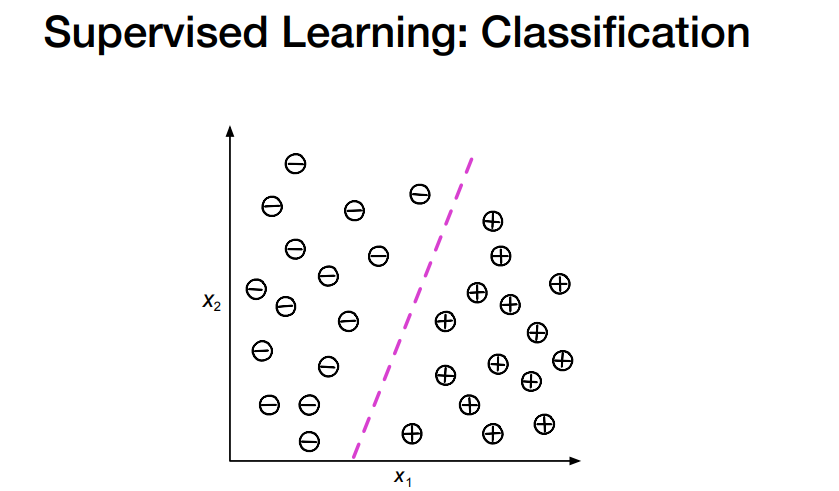 Supervised Learning: Classification
x₂
x₁